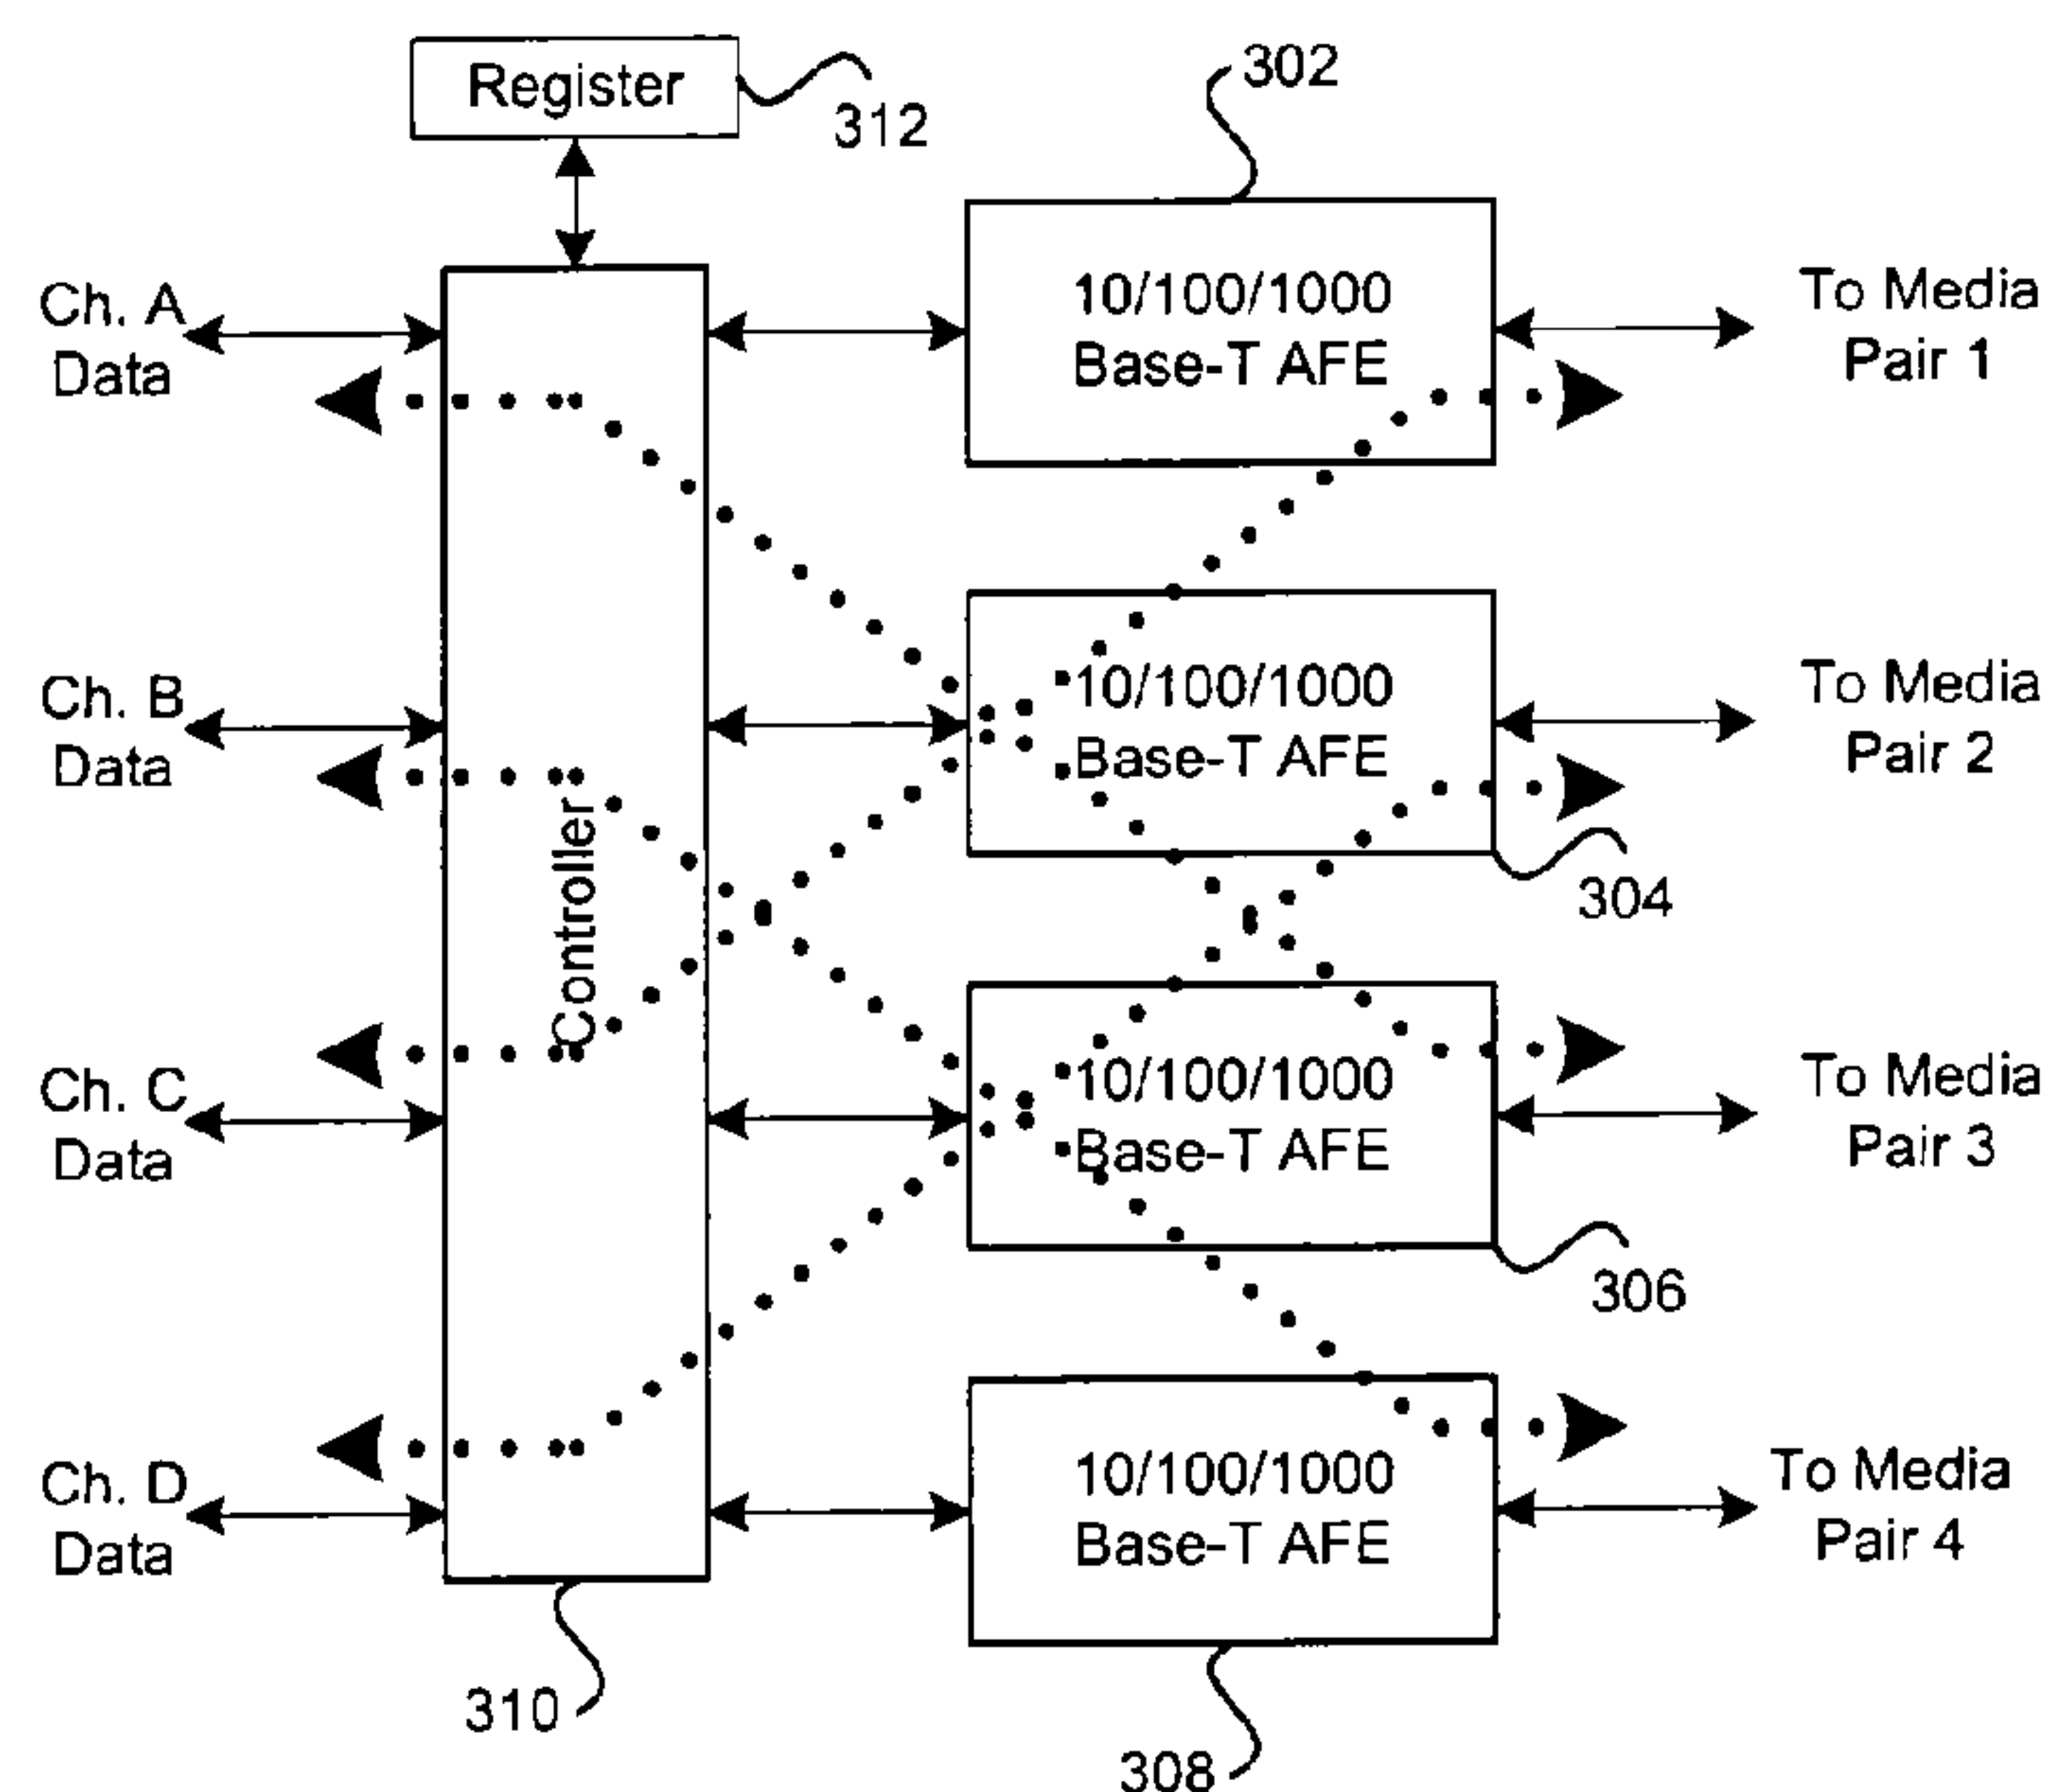 Register
312
302
Ch. A
Data
10/100/1000
Base-T AFE
To Media
Pair 1
Ch. B
Data
10/100/1000
Base-T AFE
To Media
Pair 2
304
Controller
Ch. C
Data
10/100/1000
Base-T AFE
To Media
Pair 3
306
Ch. D
Data
10/100/1000
Base-T AFE
To Media
Pair 4
310
308